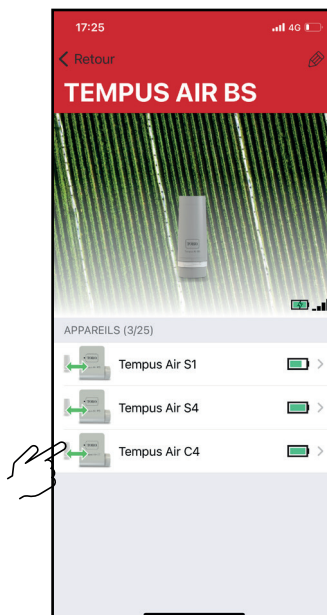 17:25
4G
Retour
TEMPUS AIR BS
APPAREILS (3/25)
Tempus Air S1
Tempus Air S4
Tempus Air C4